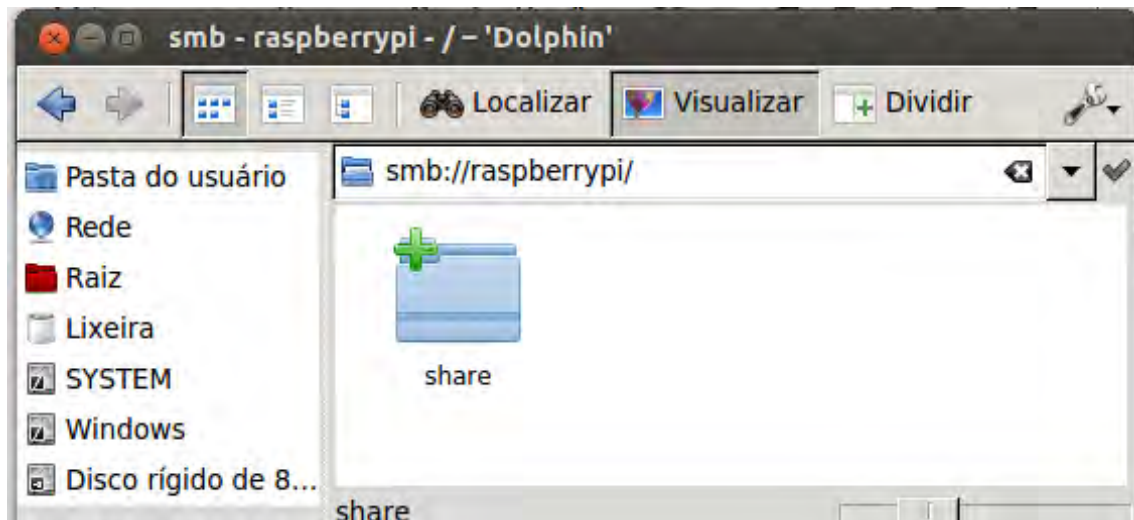 smb - raspberrypi - / – 'Dolphin'
Localizar Visualizar Dividir
Pasta do usuário
Rede
Raiz
Lixeira
SYSTEM
Windows
Disco rígido de 8...
smb://raspberrypi/
share
share